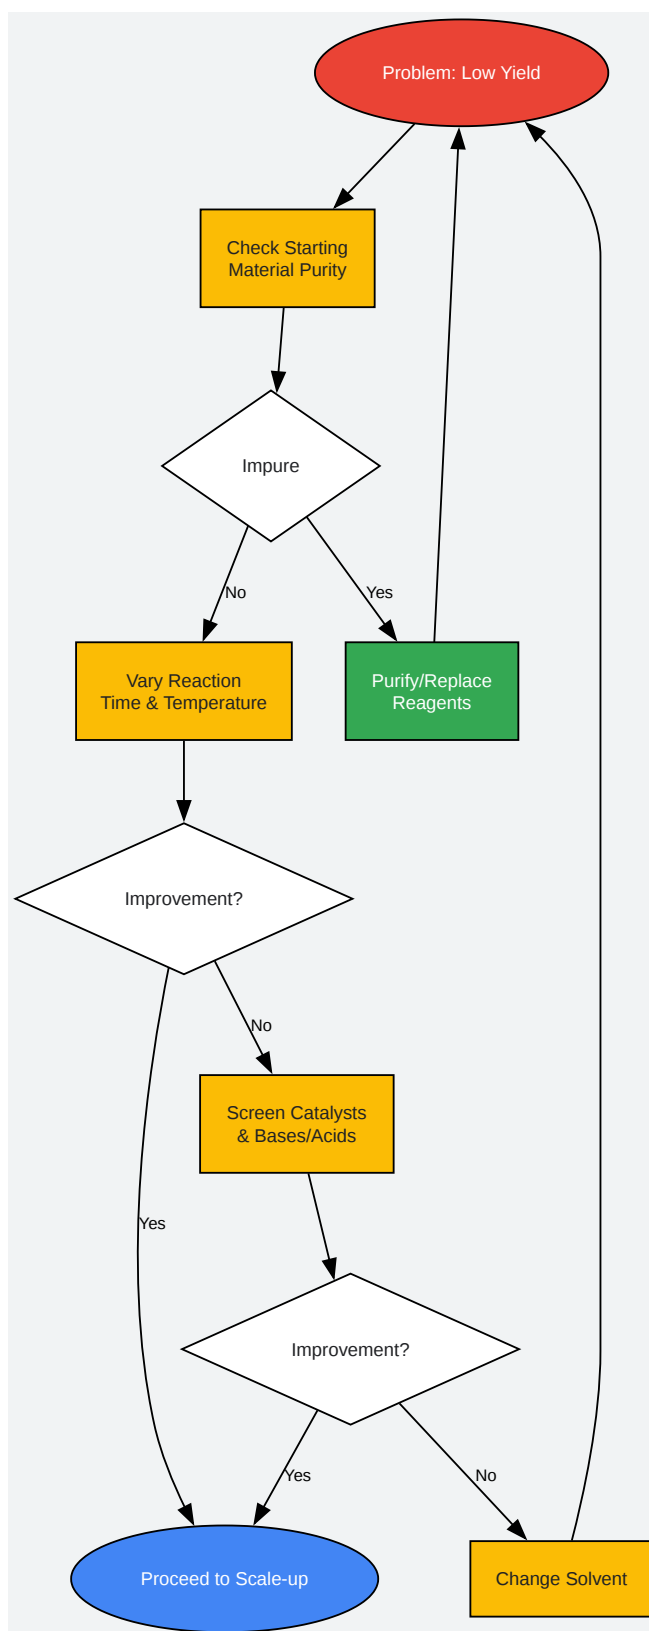 Problem: Low Yield
Check Starting
Material Purity
Impure
No
Yes
Vary Reaction
Time & Temperature
Purify/Replace
Reagents
Improvement?
No
Screen Catalysts
& Bases/Acids
Yes
Improvement?
Yes
No
Proceed to Scale-up
Change Solvent